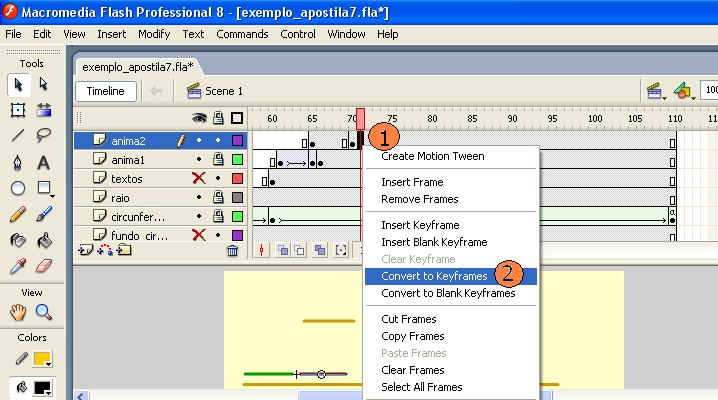 Macromedia Flash Professional 8 - [exemplo_apostila7.fla*]
File Edit View Insert Modify Text Commands Control Window Help
Tools
exemplo_apostila7.fla*
Timeline
Scene 1
100
60 65 75 80 85 90 95 100 105 110 11
anima2
1
anima1
textos
raio
circunfer...
fundo_cir...
Create Motion Tween
Insert Frame
Remove Frames
Insert Keyframe
Insert Blank Keyframe
Clear Keyframe
Convert to Keyframes
2
Convert to Blank Keyframes
Cut Frames
Copy Frames
Paste Frames
Clear Frames
Select All Frames
View
Colors